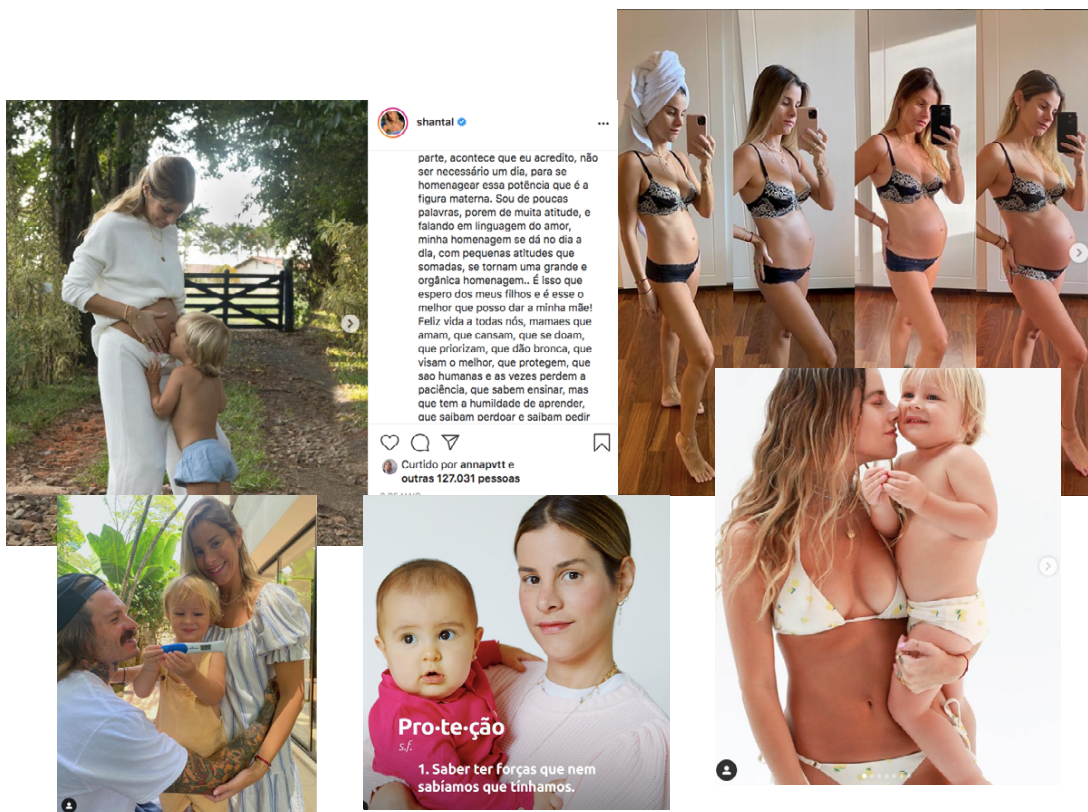 shantal
parte, acontece que eu acredito, não
ser necessário um dia, para se
homenagear essa potência que é a
figura materna. Sou de poucas
palavras, porem de muita atitude, e
falando em linguagem do amor,
minha homenagem se dá no dia a
dia, com pequenas atitudes que
somadas, se tornam uma grande e
orgânica homenagem.. É isso que
espero dos meus filhos e é esse o
melhor que posso dar a minha mãe!
Feliz vida a todas nós, mamaes que
amam, que cansam, que se doam,
que priorizam, que dão bronca, que
visam o melhor, que protegem, que
sao humanas e as vezes perdem a
paciência, que sabem ensinar, mas
que tem a humildade de aprender,
que saibam perdoar e saibam pedir
Curtido por annapvtt e
outras 127.031 pessoas
Pro·te·ção
s.f.
1. Saber ter forças que nem
sabíamos que tínhamos.